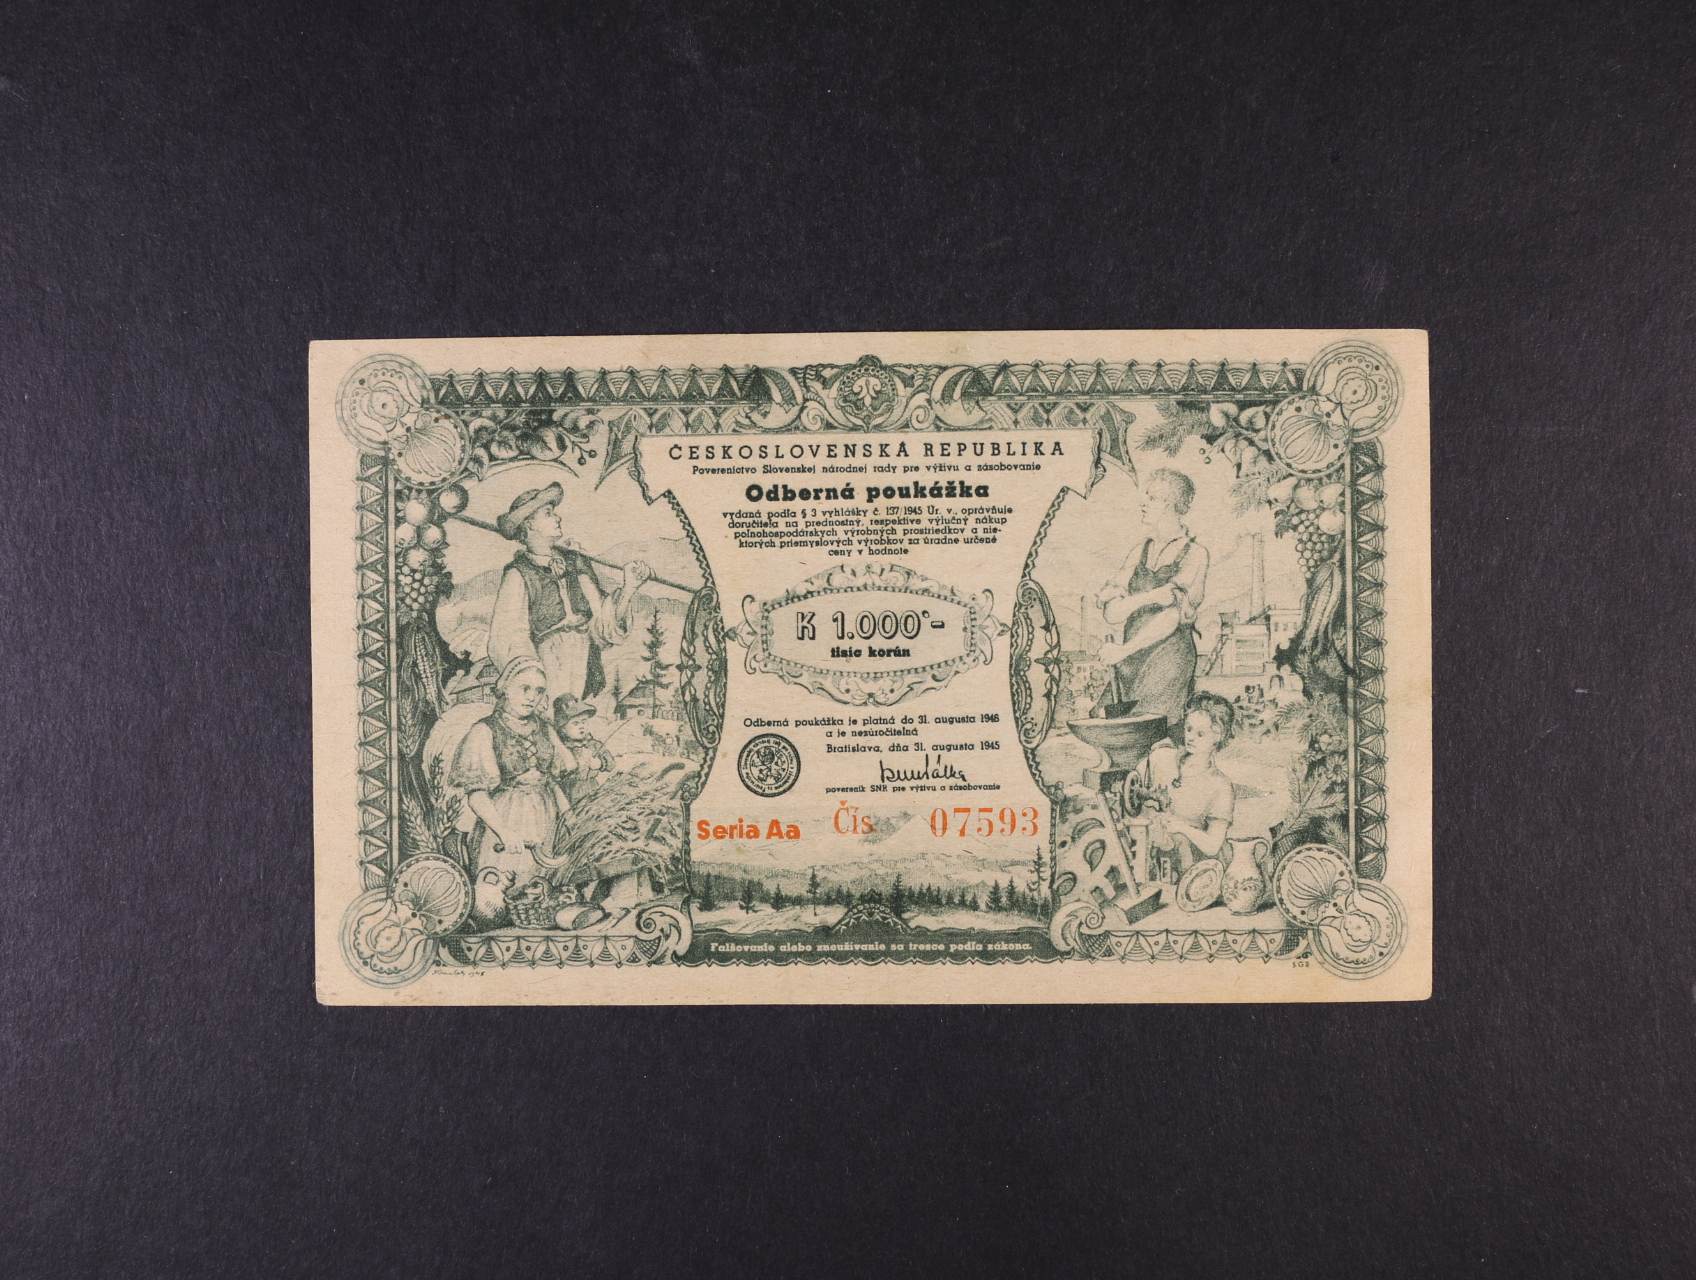 ČESKOSLOVENSKÁ REPUBLIKA
Poverenictvo Slovenskej národnej rady pre výživu a zásobovanie
Odberná poukážka
vydaná podľa § 3 vyhlášky č. 137/1945 Úr. v., oprávňuje
doručiteľa na prednostný, respektíve výlučný nákup
poľnohospodárskych výrobných prostriedkov a nie-
ktorých priemyslových výrobkov za úradne určené
ceny v hodnote
K 1.000'-
tisíc korún
Odberná poukážka je platná do 31. augusta 1946
a je nezúročiteľná
Bratislava, dňa 31. augusta 1945
poverenik SNR pre výživu a zásobovanie
Seria Aa Čís 07593
Falšovanie alebo zneužívanie sa tresce podľa zákona.